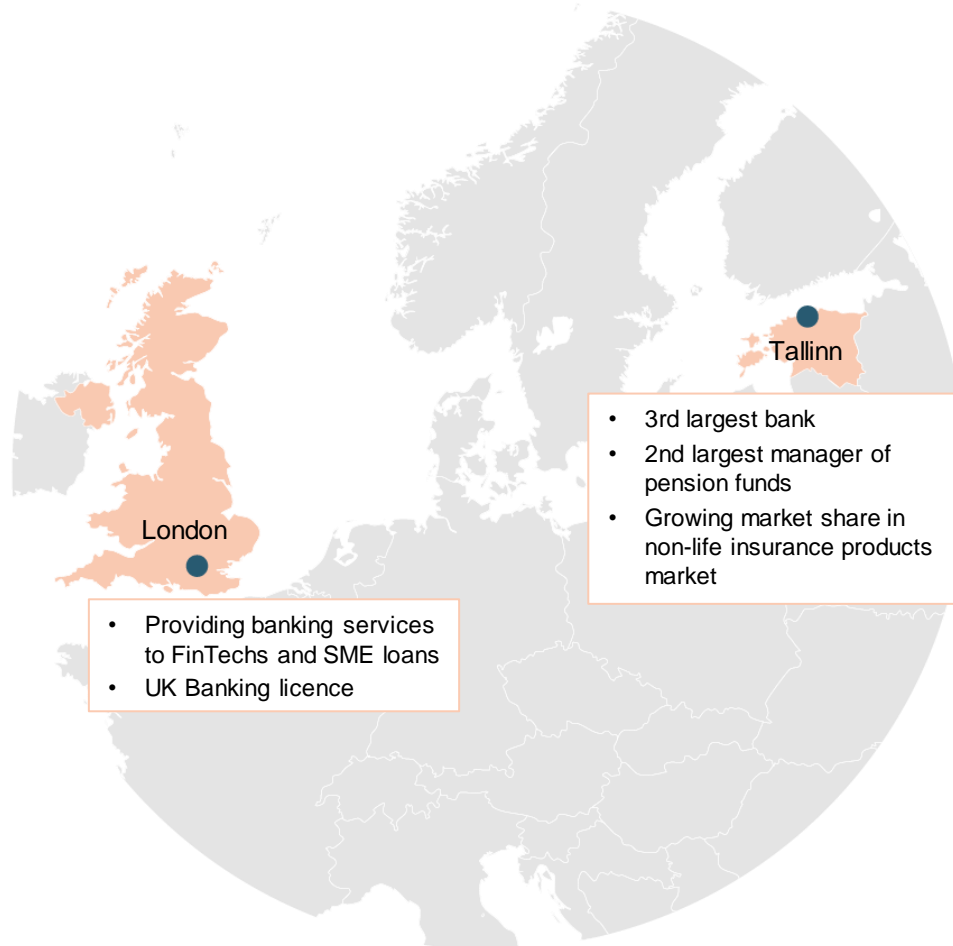 Tallinn
• 3rd largest bank
• 2nd largest manager of
pension funds
• Growing market share in
non-life insurance products
market
London
• Providing banking services
to FinTechs and SME loans
• UK Banking licence